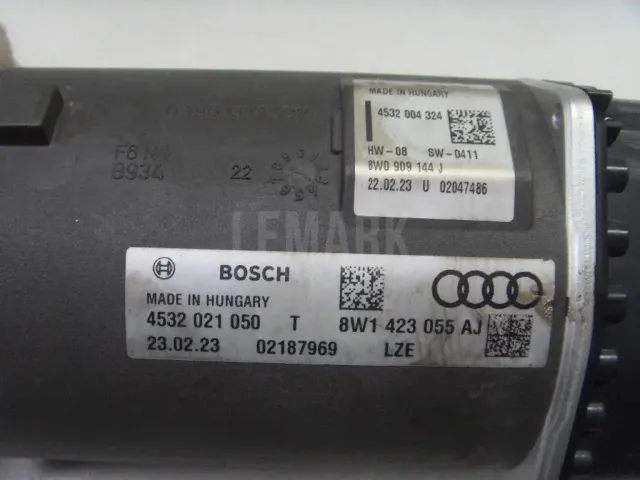 MADE IN HUNGARY
4532 004 324
HW-08 SW-0411
8W0 909 144 J
22.02.23 U 02047486
8934
22
LEMARK
BOSCH
MADE IN HUNGARY
4532 021 050 T 8W1 423 055 AJ
23.02.23 02187969 LZE